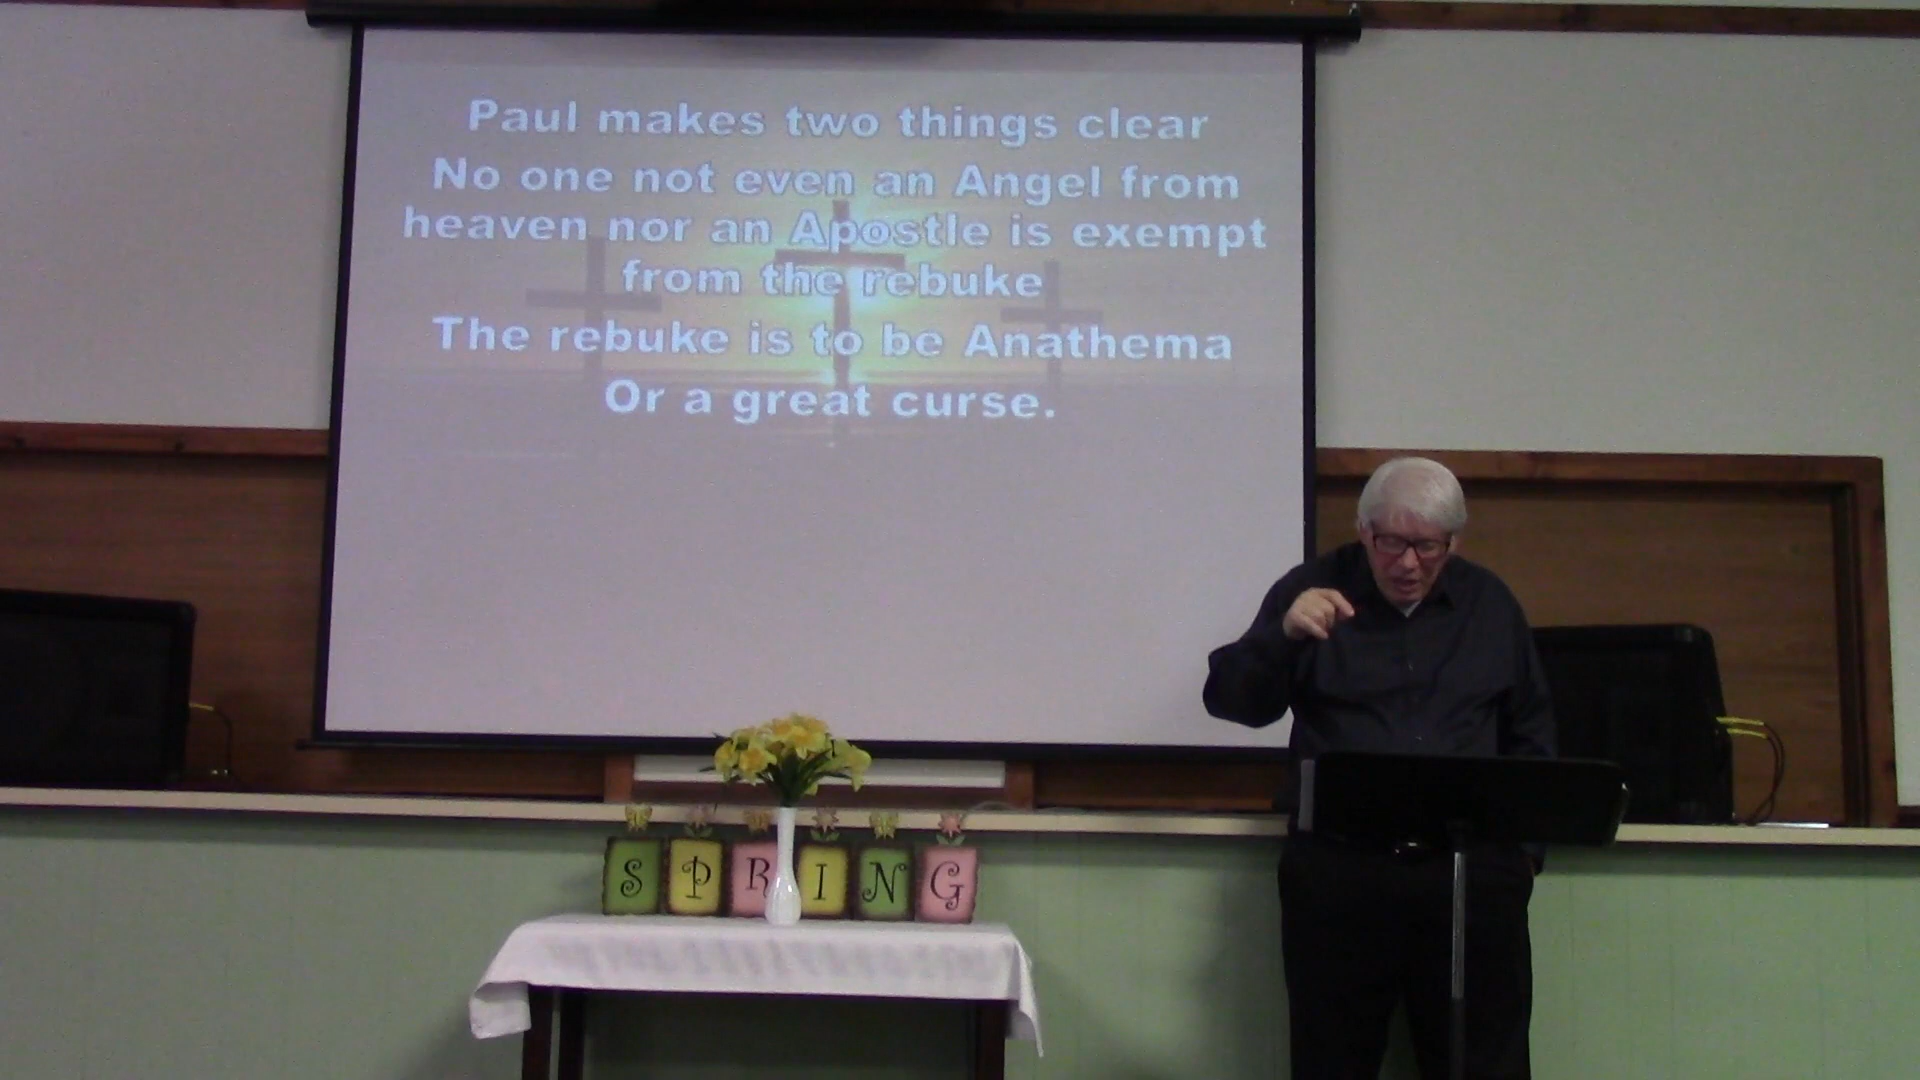 Paul makes two things clear
No one not even an Angel from
heaven nor an Apostle is exempt
from the rebuke
The rebuke is to be Anathema
Or a great curse.
SPRING